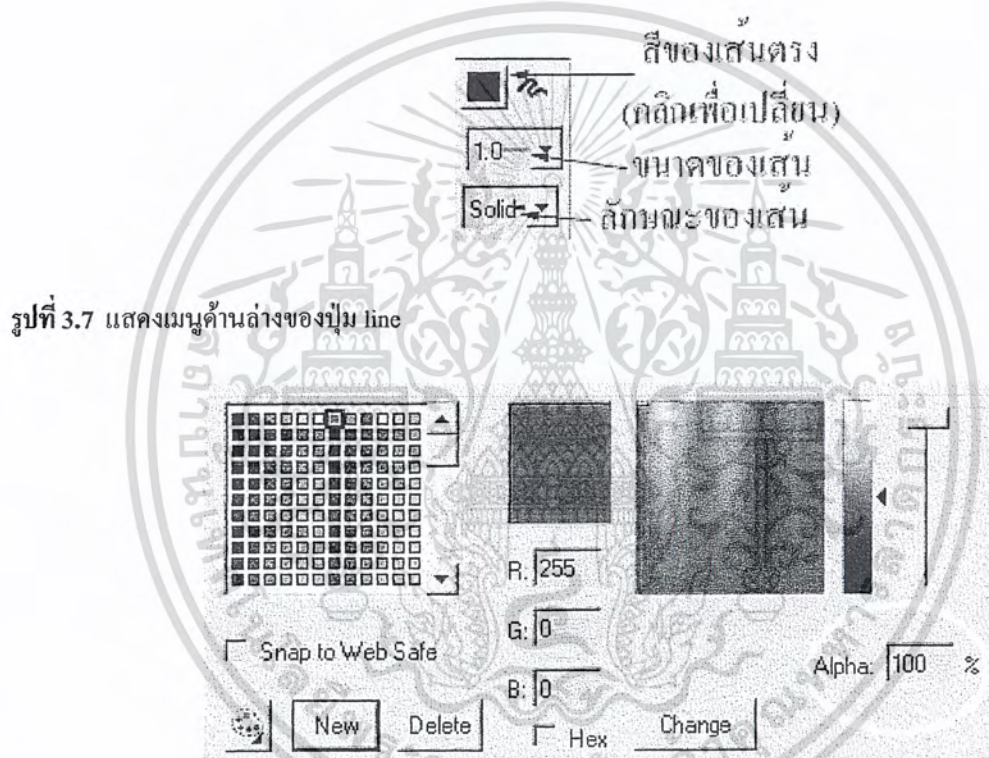 สีของเส้นตรง
(คลิกเพื่อเปลี่ยน)
1.0
ขนาดของเส้น
Solid
ลักษณะของเส้น
รูปที่ 3.7 แสดงเมนูด้านล่างของปุ่ม line
R: 255
G: 0
Snap to Web Safe
Alpha: 100 %
B: 0
New Delete Hex Change